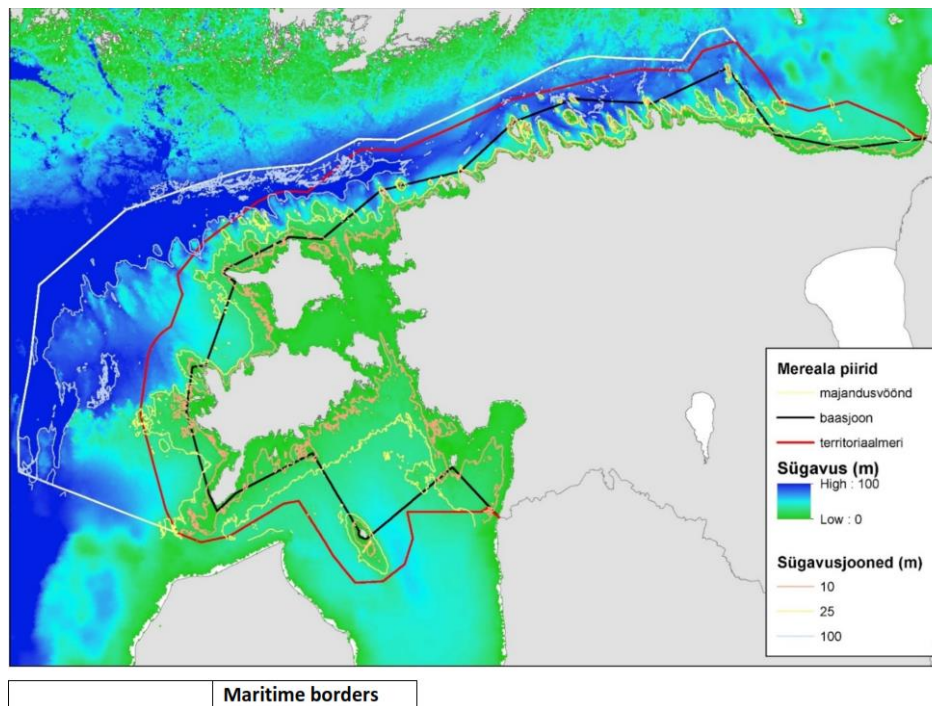 Mereala piirid
majandusvöönd
baasjoon
territoriaalmeri
Sügavus (m)
High : 100
Low : 0
Sügavusjooned (m)
10
25
100
Maritime borders